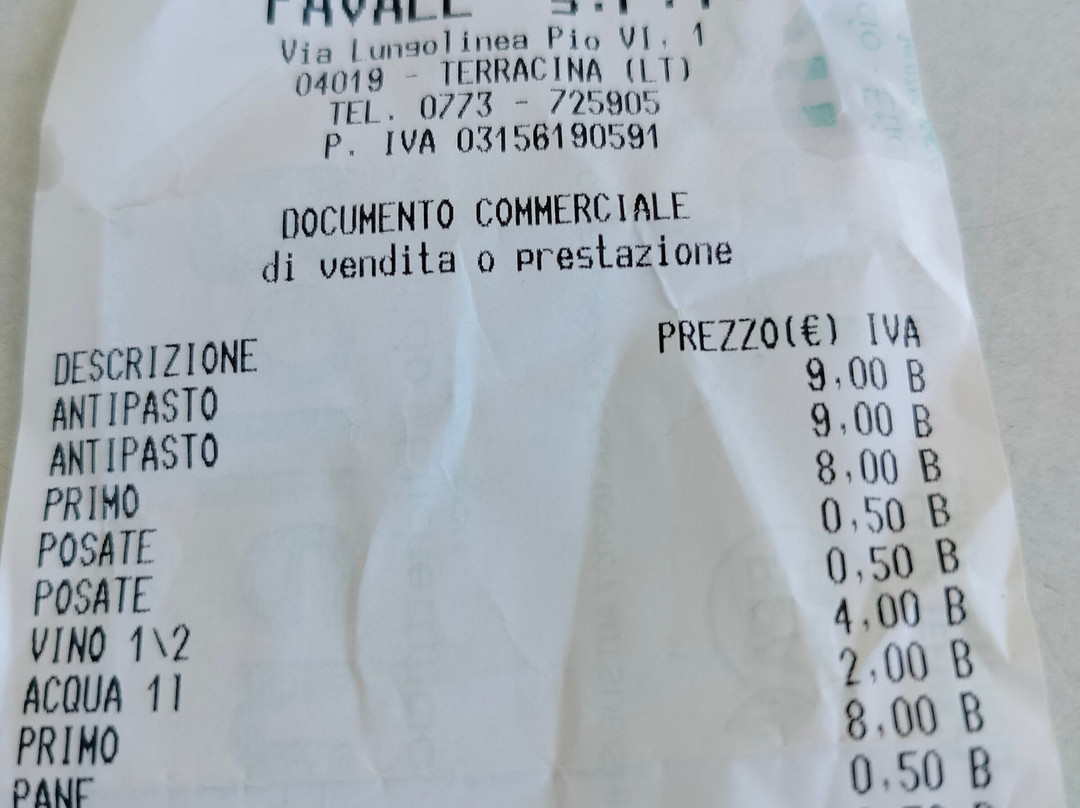 Via Lungolinea Pio VI, 1
04019 - TERRACINA (LT)
TEL. 0773 - 725905
P. IVA 03156190591
DOCUMENTO COMMERCIALE
di vendita o prestazione
DESCRIZIONE PREZZO(€) IVA
ANTIPASTO 9,00 B
ANTIPASTO 9,00 B
PRIMO 8,00 B
POSATE 0,50 B
POSATE 0,50 B
VINO 1\2 4,00 B
ACQUA 1l 2,00 B
PRIMO 8,00 B
PANE 0,50 B